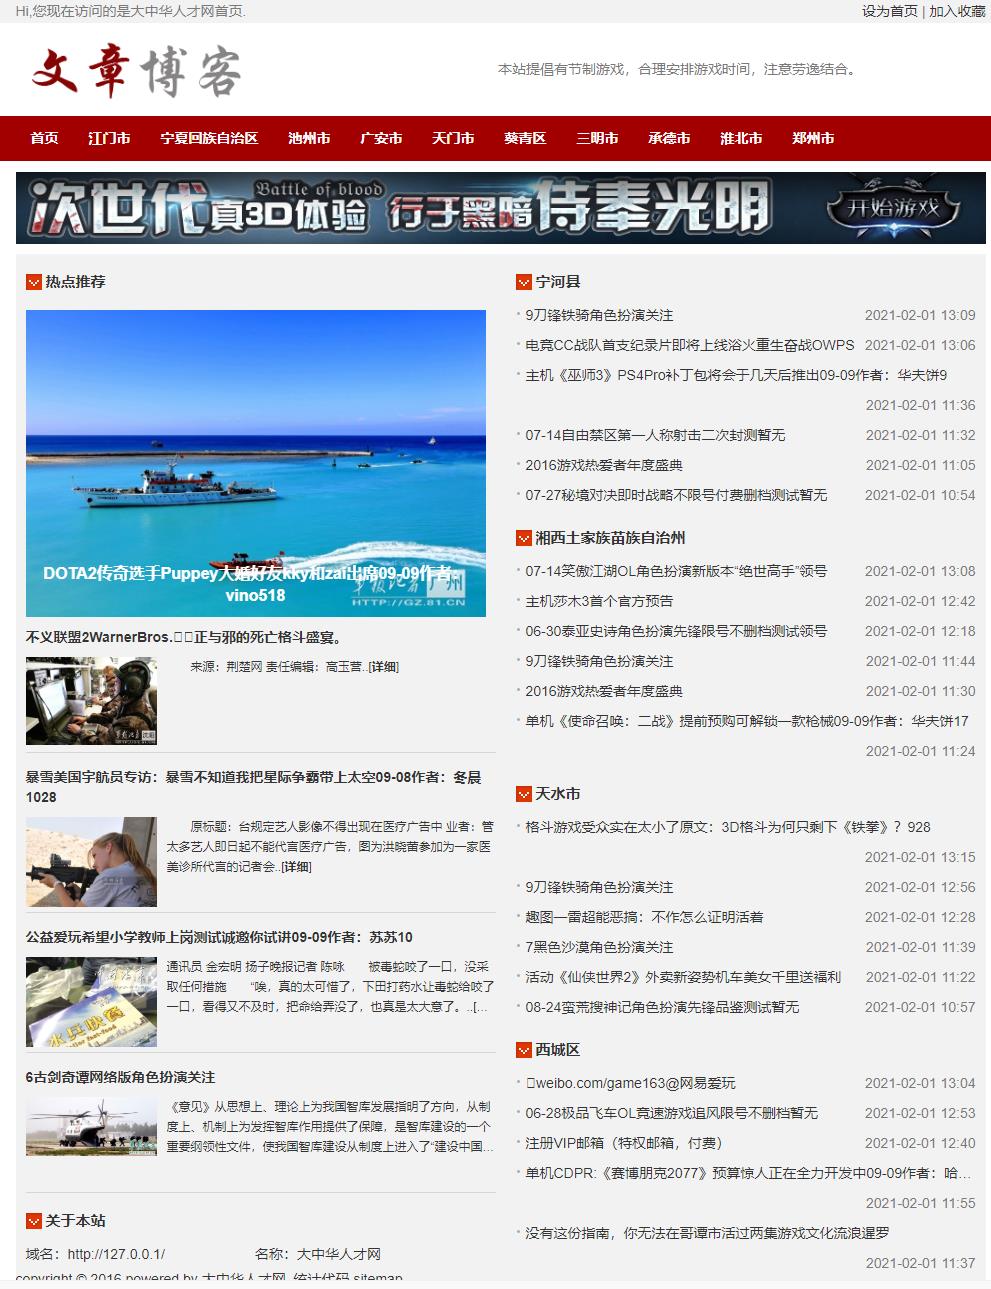 Hi,您现在访问的是大中华人才网首页.
设为首页 | 加入收藏
文章博客
本站提倡有节制游戏，合理安排游戏时间，注意劳逸结合。
首页 江门市 宁夏回族自治区 池州市 广安市 天门市 葵青区 三明市 承德市 淮北市 郑州市
次世代真3D体验 Battle of blood 行于黑暗侍奉光明 开始游戏
热点推荐
DOTA2传奇选手Puppey大婚好友kky和zai出席09-09作者：
vino518
军报记者 广州
HTTP://GZ.81.CN
不义联盟2WarnerBros.正与邪的死亡格斗盛宴。
来源：荆楚网 责任编辑：高玉营..[详细]
暴雪美国宇航员专访：暴雪不知道我把星际争霸带上太空09-08作者：冬晨
1028
原标题：台规定艺人影像不得出现在医疗广告中 业者：管
太多艺人即日起不能代言医疗广告，图为洪晓蕾参加为一家医
美诊所代言的记者会..[详细]
公益爱玩希望小学教师上岗测试诚邀你试讲09-09作者：苏苏10
通讯员 金宏明 扬子晚报记者 陈咏 被毒蛇咬了一口，没采
取任何措施 “唉，真的太可惜了，下田打药水让毒蛇给咬了
一口，看得又不及时，把命给弄没了，也真是太大意了。..[...
6古剑奇谭网络版角色扮演关注
《意见》从思想上、理论上为我国智库发展指明了方向，从制
度上、机制上为发挥智库作用提供了保障，是智库建设的一个
重要纲领性文件，使我国智库建设从制度上进入了“建设中国...
关于本站
域名：http://127.0.0.1/ 名称：大中华人才网
copyright © 2016 powered by 大中华人才网 统计代码 sitemap
宁河县
9刀锋铁骑角色扮演关注 2021-02-01 13:09
电竞CC战队首支纪录片即将上线浴火重生奋战OWPS 2021-02-01 13:06
主机《巫师3》PS4Pro补丁包将会于几天后推出09-09作者：华夫饼9
2021-02-01 11:36
07-14自由禁区第一人称射击二次封测暂无 2021-02-01 11:32
2016游戏热爱者年度盛典 2021-02-01 11:05
07-27秘境对决即时战略不限号付费删档测试暂无 2021-02-01 10:54
湘西土家族苗族自治州
07-14笑傲江湖OL角色扮演新版本“绝世高手”领号 2021-02-01 13:08
主机莎木3首个官方预告 2021-02-01 12:42
06-30泰亚史诗角色扮演先锋限号不删档测试领号 2021-02-01 12:18
9刀锋铁骑角色扮演关注 2021-02-01 11:44
2016游戏热爱者年度盛典 2021-02-01 11:30
单机《使命召唤：二战》提前预购可解锁一款枪械09-09作者：华夫饼17
2021-02-01 11:24
天水市
格斗游戏受众实在太小了原文：3D格斗为何只剩下《铁拳》？928
2021-02-01 13:15
9刀锋铁骑角色扮演关注 2021-02-01 12:56
趣图一雷超能恶搞：不作怎么证明活着 2021-02-01 12:28
7黑色沙漠角色扮演关注 2021-02-01 11:39
活动《仙侠世界2》外卖新姿势机车美女千里送福利 2021-02-01 11:22
08-24蛮荒搜神记角色扮演先锋品鉴测试暂无 2021-02-01 10:57
西城区
weibo.com/game163@网易爱玩 2021-02-01 13:04
06-28极品飞车OL竞速游戏追风限号不删档暂无 2021-02-01 12:53
注册VIP邮箱（特权邮箱，付费） 2021-02-01 12:40
单机CDPR:《赛博朋克2077》预算惊人正在全力开发中09-09作者：哈...
2021-02-01 11:55
没有这份指南，你无法在哥谭市活过两集游戏文化流浪暹罗
2021-02-01 11:37